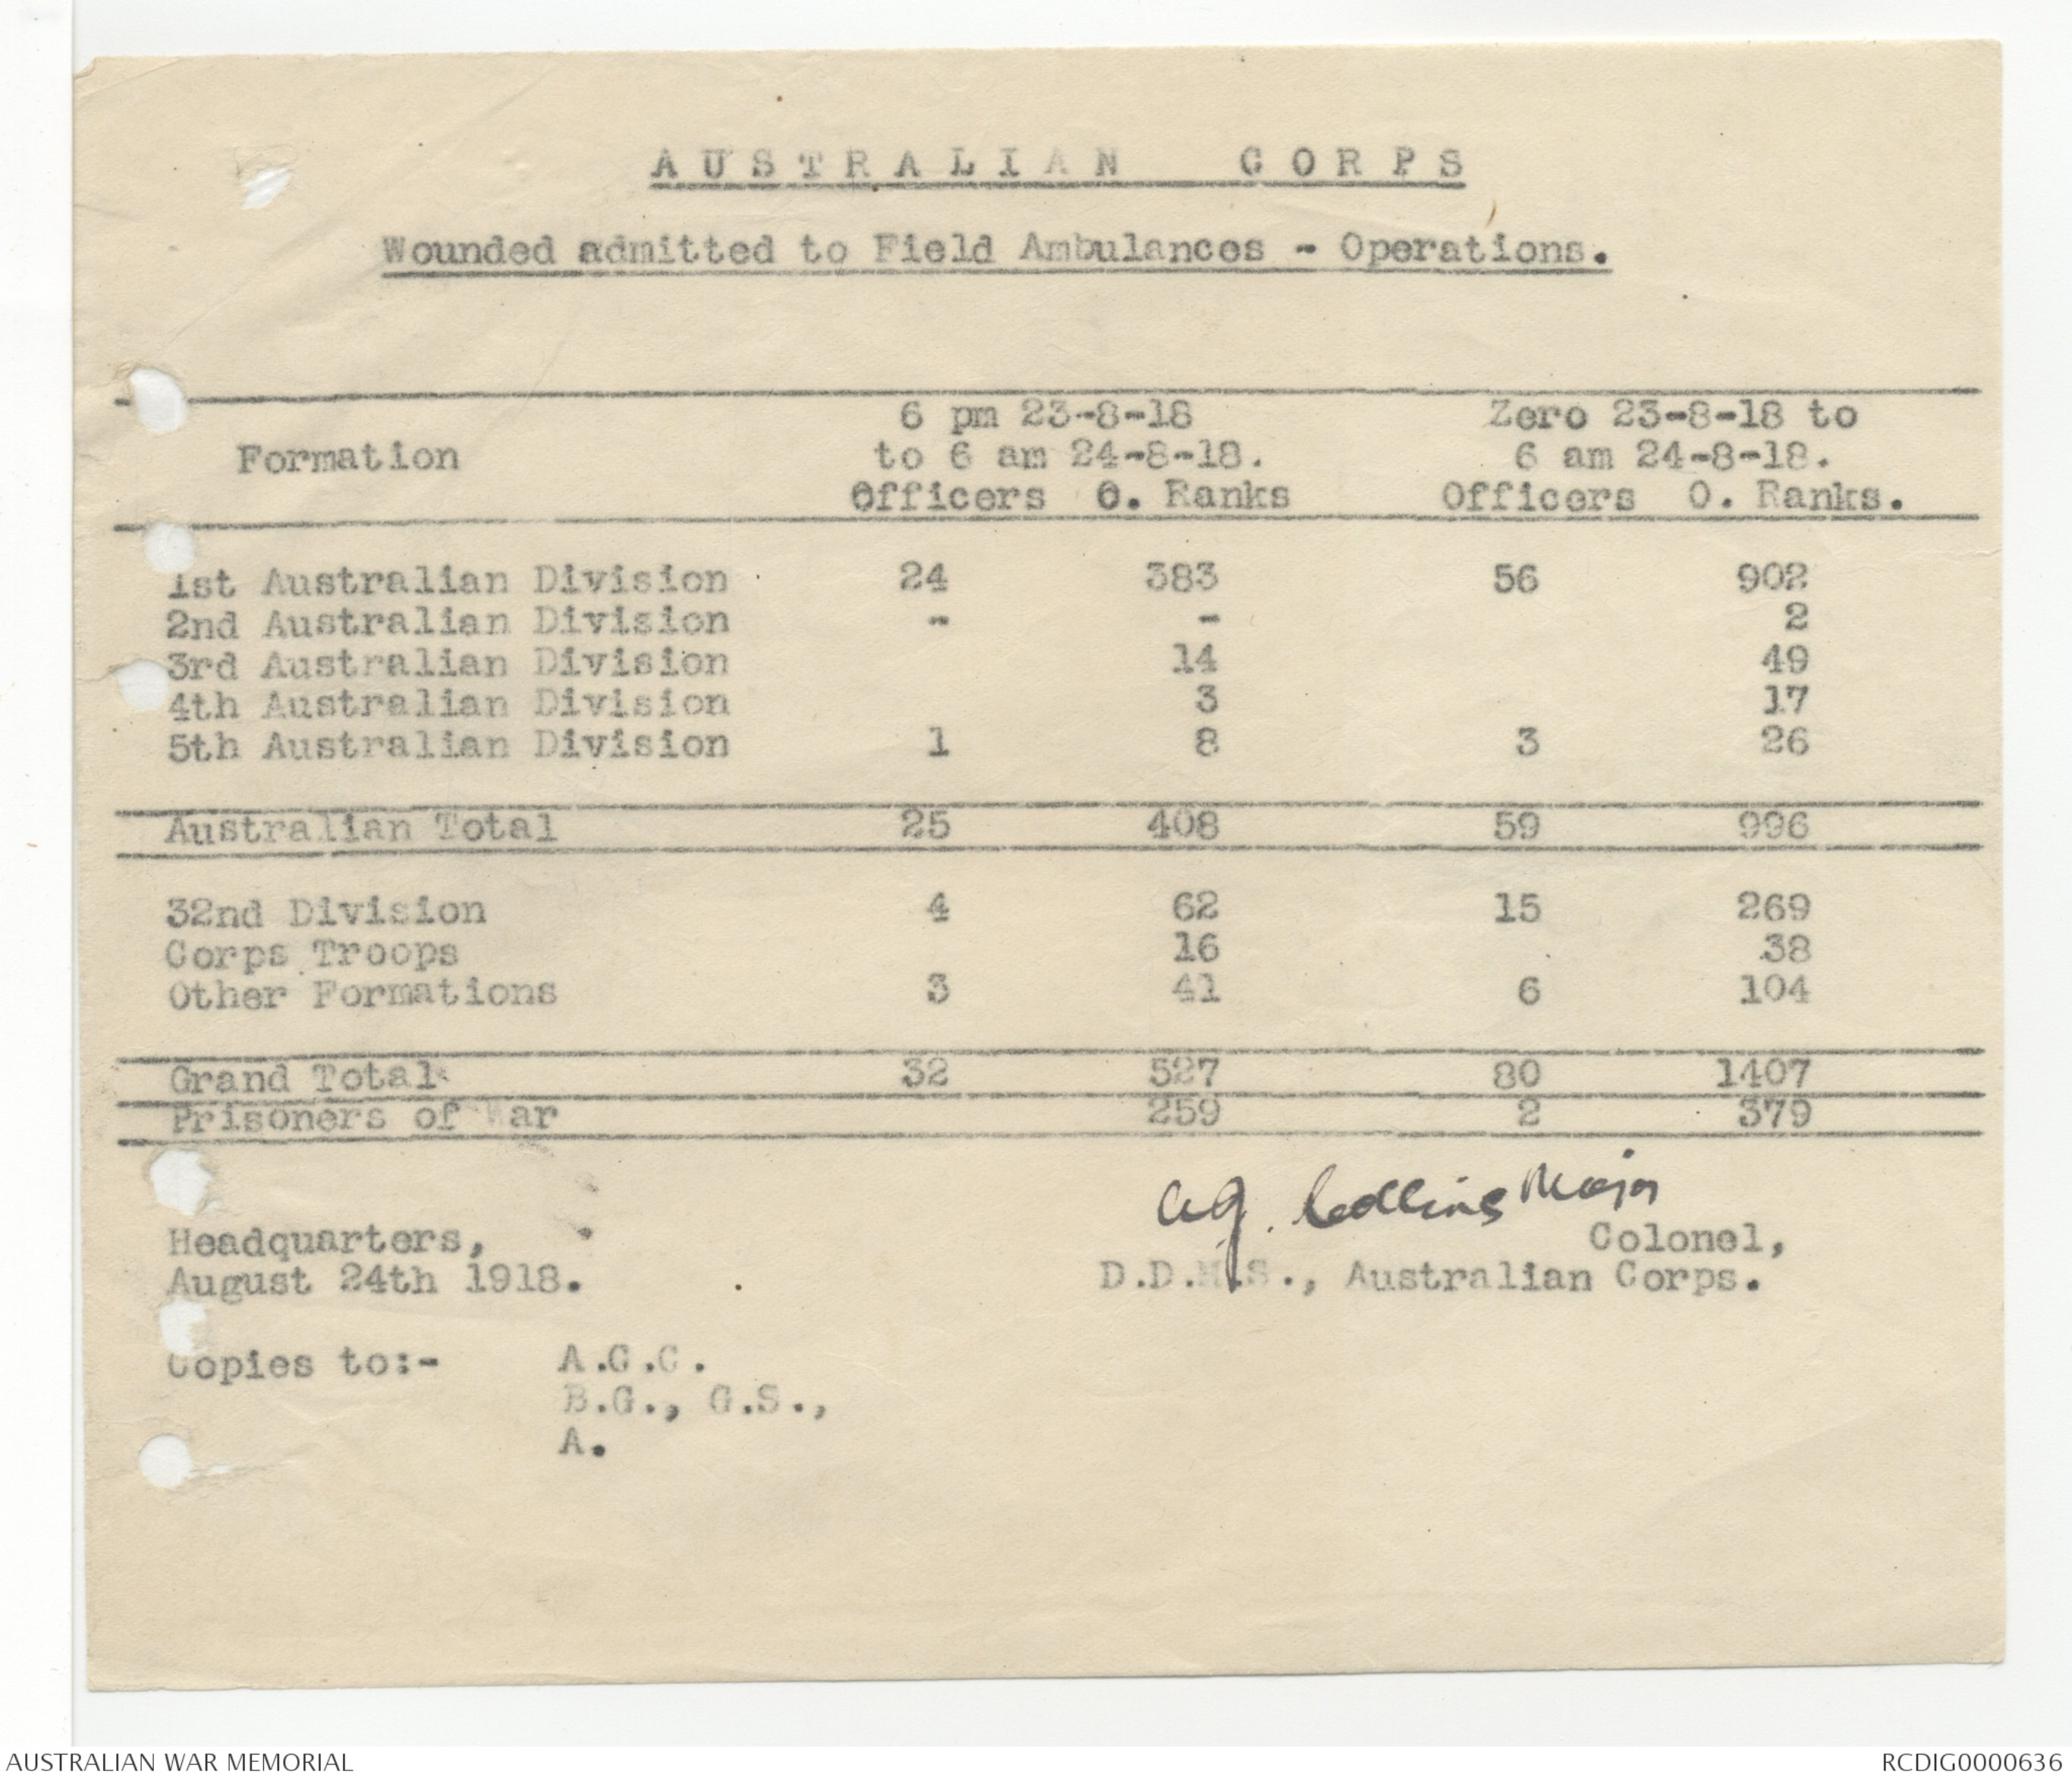 AUSTRALIAN CORPS
Wounded admitted to Field Ambulances - Operations.
6 pm 23-8-18 Zero 23-8-18 to
Formation to 6 am 24-8-18. 6 am 24-8-18.
Officers O. Ranks Officers O. Ranks.
1st Australian Division 24 383 56 902
2nd Australian Division - - 2
3rd Australian Division 14 49
4th Australian Division 3 17
5th Australian Division 1 8 3 26
Australian Total 25 408 59 996
32nd Division 4 62 15 269
Corps Troops 16 38
Other Formations 3 41 6 104
Grand Total 32 527 80 1407
Prisoners of War 259 2 379
Collins Major
Headquarters, Colonel,
August 24th 1918. D.D.M.S., Australian Corps.
Copies to:- A.C.C.
B.G., G.S.,
A.
AUSTRALIAN WAR MEMORIAL RCDIG0000636